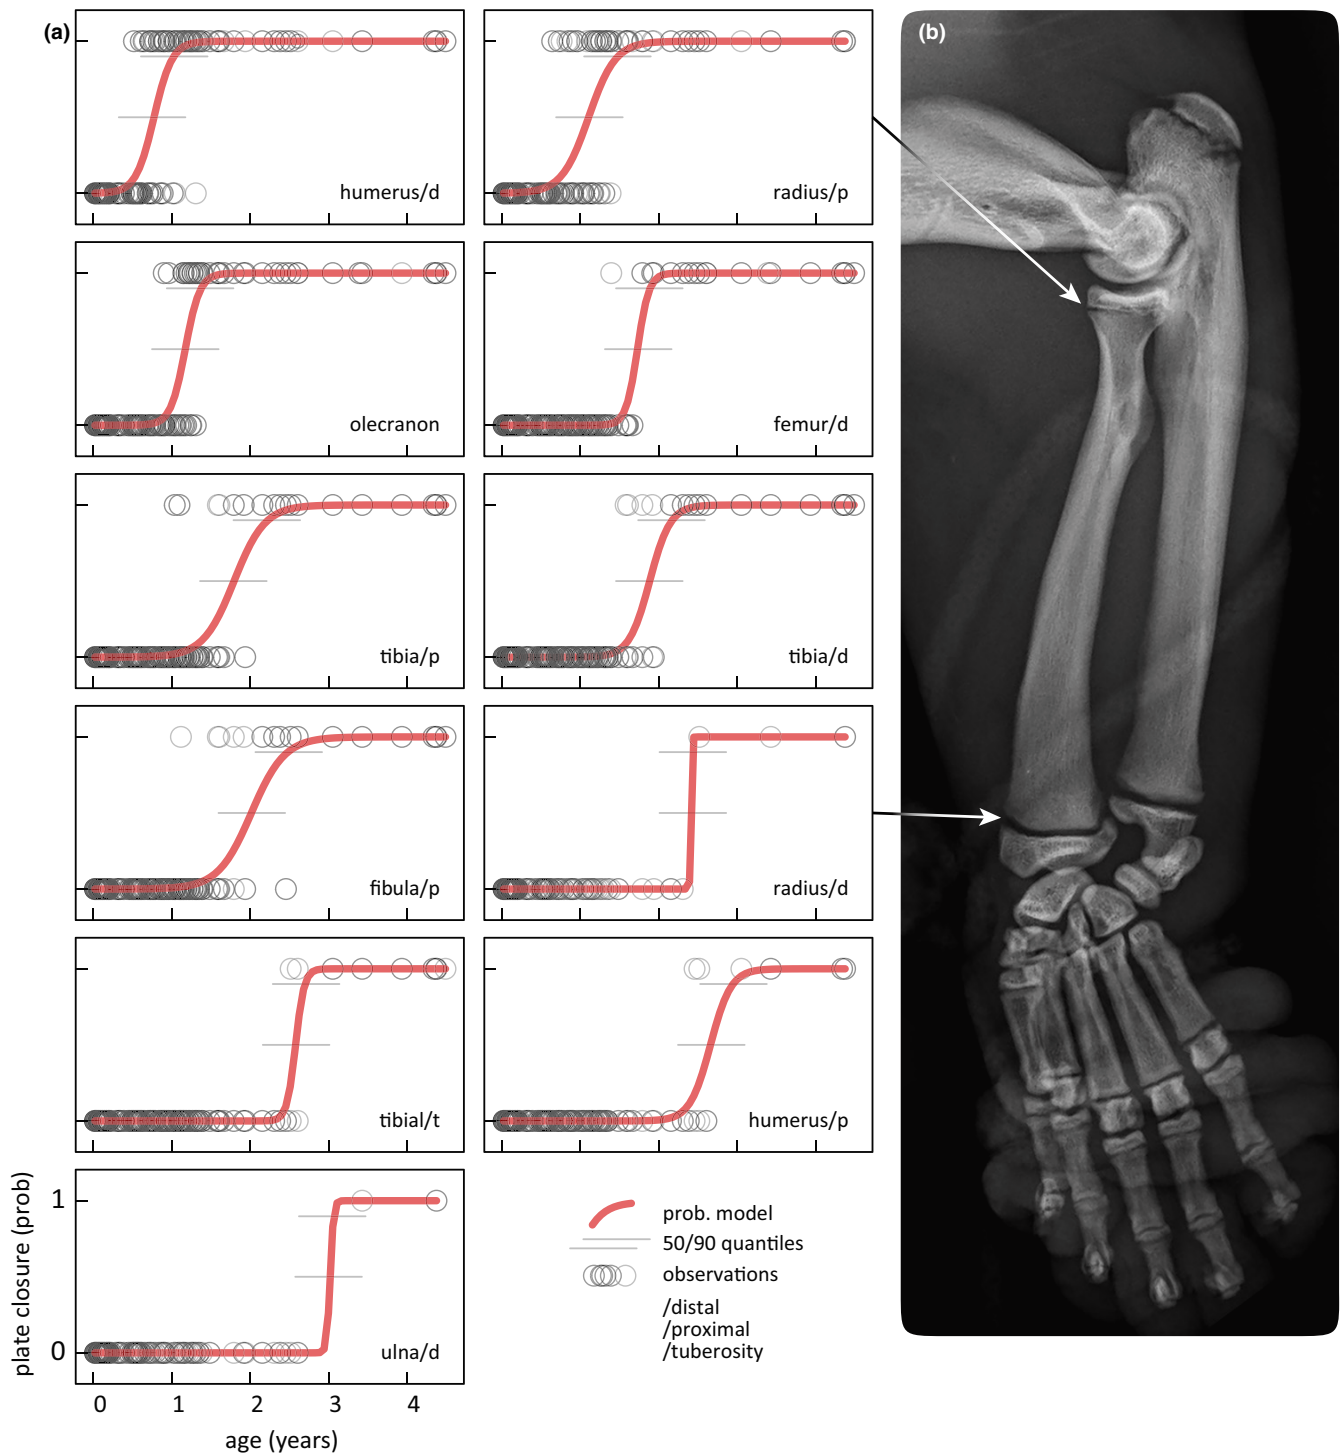 (a)
(b)
humerus/d
radius/p
olecranon
femur/d
tibia/p
tibia/d
fibula/p
radius/d
tibial/t
humerus/p
plate closure (prob)
1
0
ulna/d
0 1 2 3 4
age (years)
prob. model
50/90 quantiles
observations
/distal
/proximal
/tuberosity